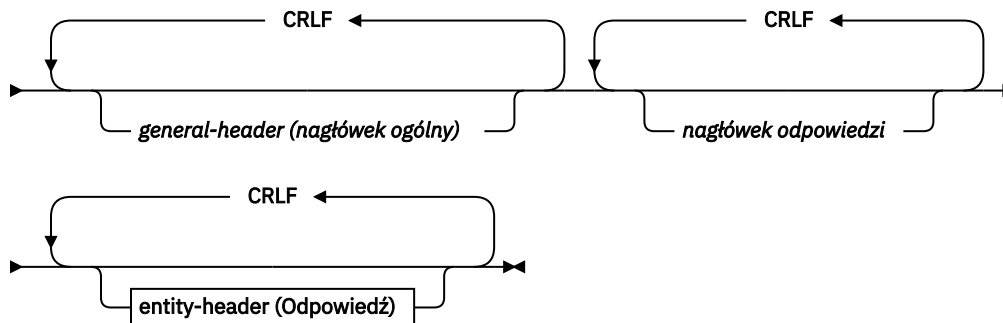 CRLF CRLF
general-header (nagłówek ogólny) nagłówek odpowiedzi
CRLF
entity-header (Odpowiedź)